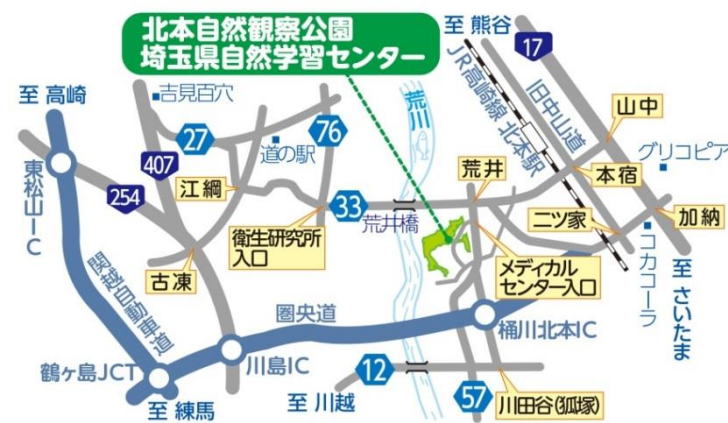 北本自然観察公園
埼玉県自然学習センター
至 熊谷
17
至 高崎
吉見百穴
荒川
JR高崎線 北本駅
旧中山道
山中
27
76
道の駅
グリコピア
東松山IC
407
254
江綱
33
荒井
本宿
荒井橋
二ツ家
加納
衛生研究所
入口
古凍
メディカル
センター入口
コカコーラ
関越自動車道
圏央道
至 さいたま
桶川北本IC
鶴ヶ島JCT
川島IC
12
至 練馬
至 川越
57
川田谷(狐塚)